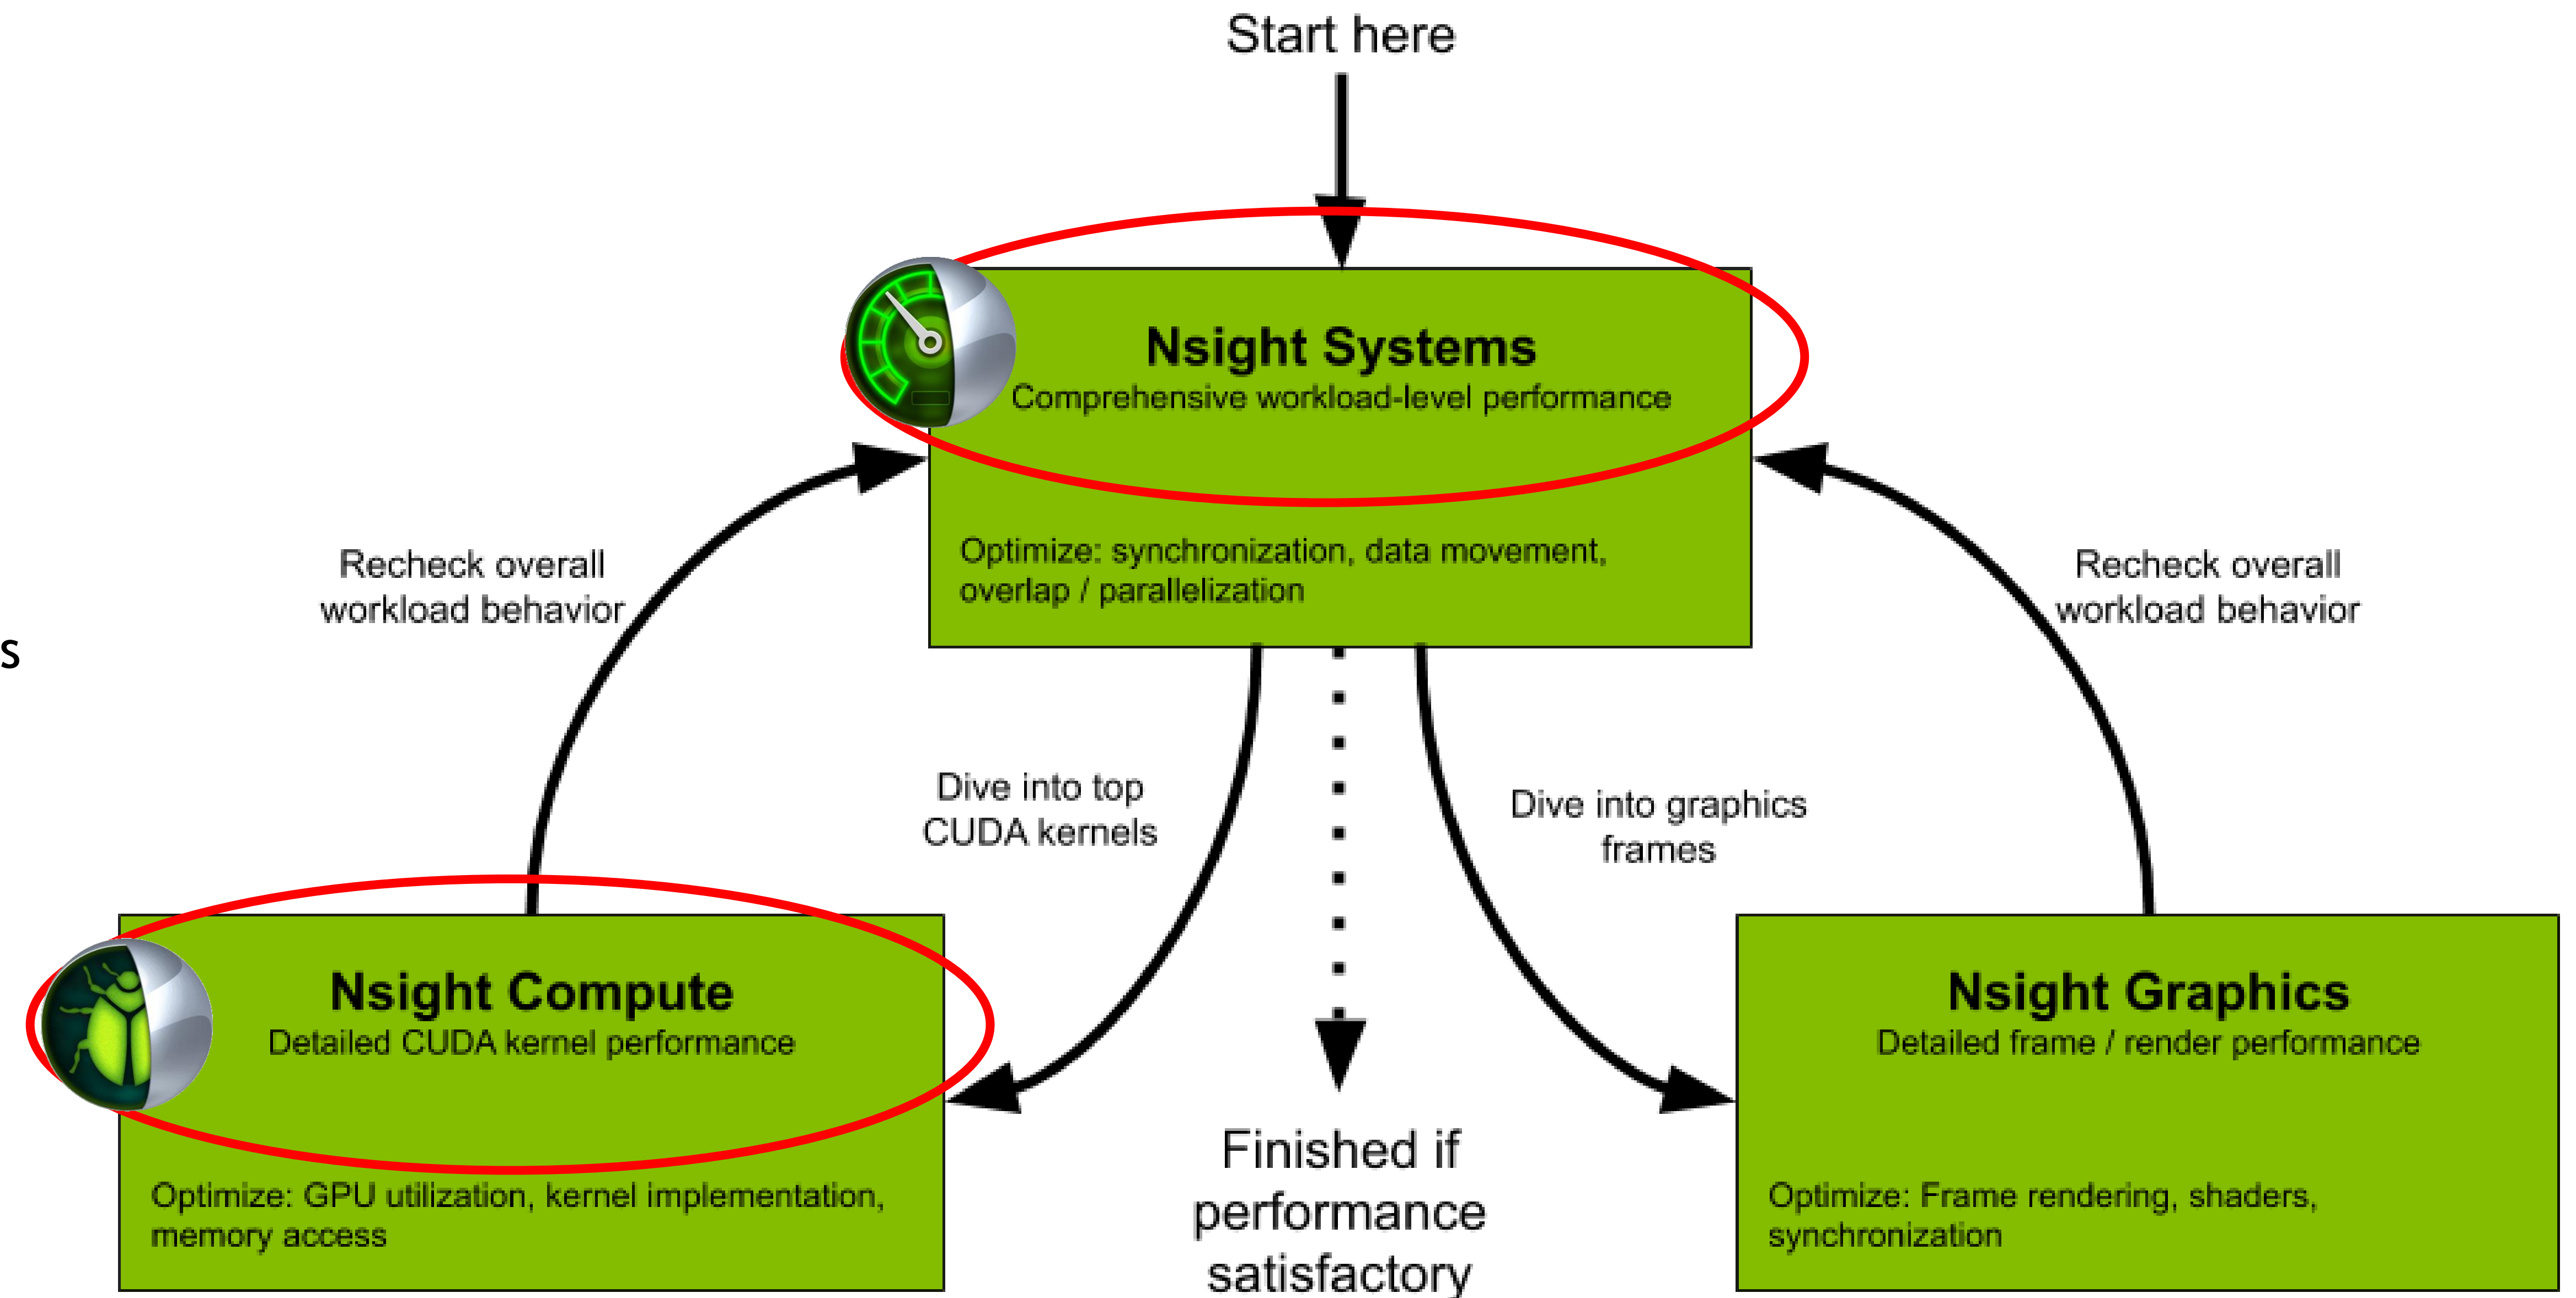 Start here
Nsight Systems
Comprehensive workload-level performance
Optimize: synchronization, data movement,
overlap / parallelization
Recheck overall
workload behavior
Recheck overall
workload behavior
s
Dive into top
CUDA kernels
Dive into graphics
frames
Nsight Compute
Detailed CUDA kernel performance
Optimize: GPU utilization, kernel implementation,
memory access
Finished if
performance
satisfactory
Nsight Graphics
Detailed frame / render performance
Optimize: Frame rendering, shaders,
synchronization